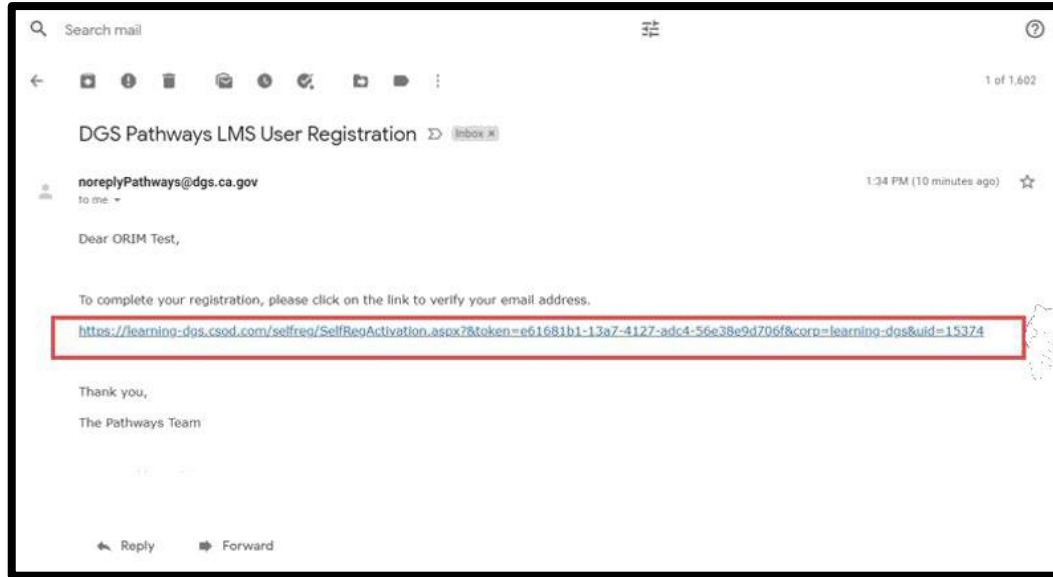 Search mail
1 of 1,602
DGS Pathways LMS User Registration Inbox x
noreplyPathways@dgs.ca.gov 1:34 PM (10 minutes ago)
to me
Dear ORIM Test,
To complete your registration, please click on the link to verify your email address.
https://learning-dgs.csod.com/selfreg/SelfRegActivation.aspx?&token=e61681b1-13a7-4127-adc4-56e38e9d706f&corp=learning-dgs&uid=15374
Thank you,
The Pathways Team
Reply Forward